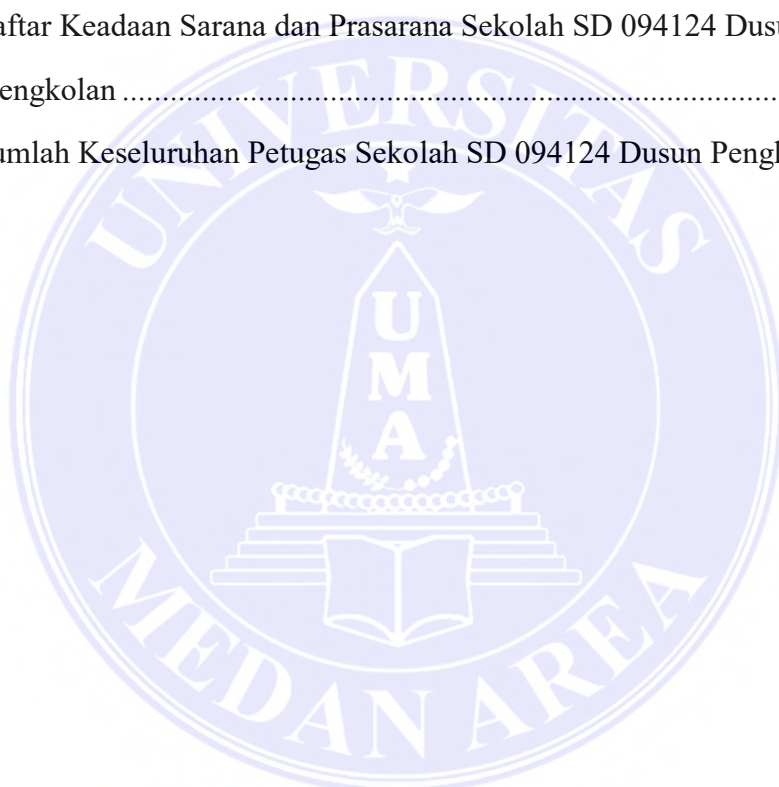 aftar Keadaan Sarana dan Prasarana Sekolah SD 094124 Dusu
engkolan ....................................................................................
umlah Keseluruhan Petugas Sekolah SD 094124 Dusun Pengk
UNIVERSITAS
U
M
A
MEDAN AREA